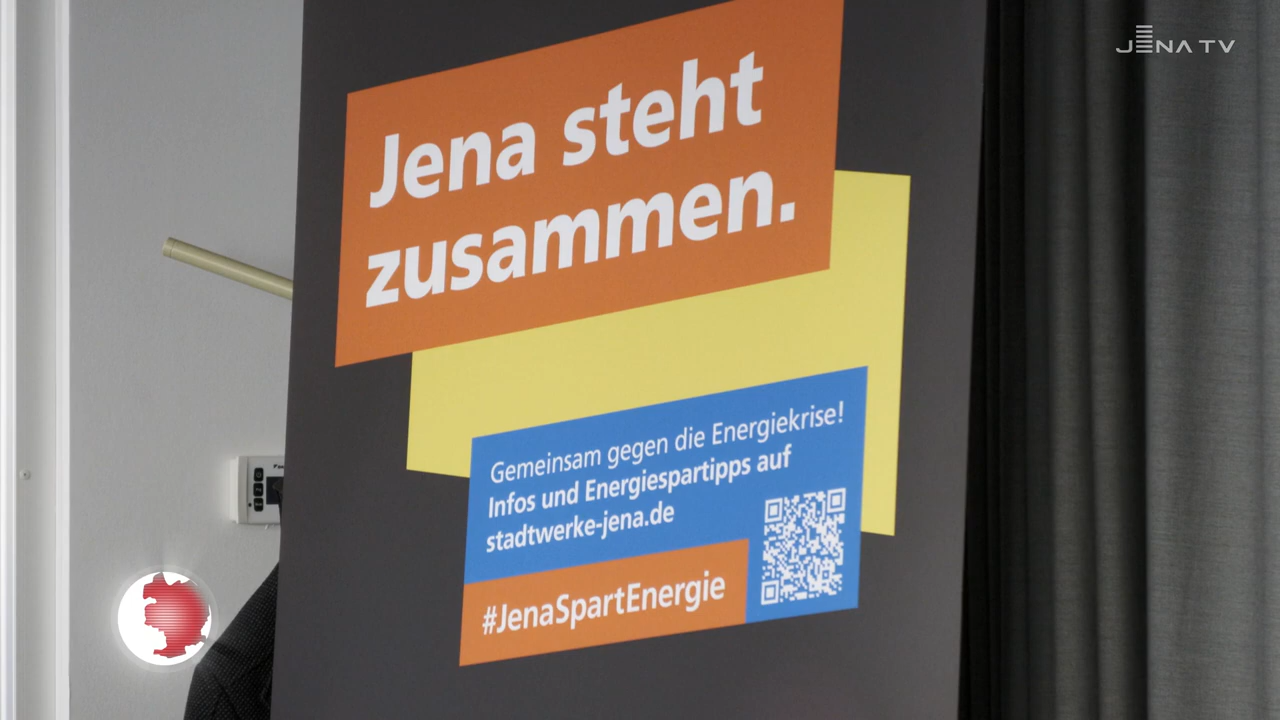 JENA TV
Jena steht
zusammen.
Gemeinsam gegen die Energiekrise!
Infos und Energiespartipps auf
stadtwerke-jena.de
#JenaSpartEnergie